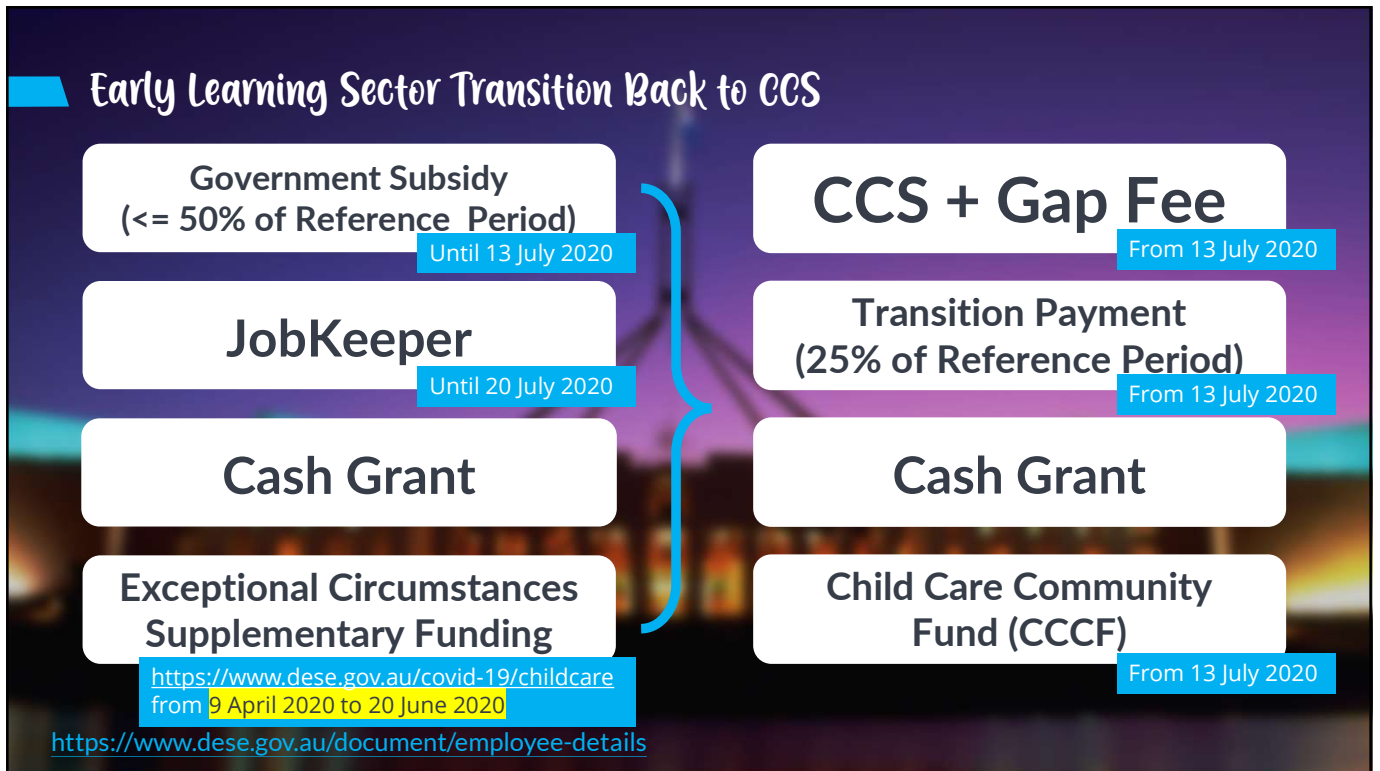 Early Learning Sector Transition Back to CCS
Government Subsidy
(<= 50% of Reference Period)
Until 13 July 2020
JobKeeper
Until 20 July 2020
Cash Grant
Exceptional Circumstances
Supplementary Funding
https://www.dese.gov.au/covid-19/childcare
from 9 April 2020 to 20 June 2020
https://www.dese.gov.au/document/employee-details
CCS + Gap Fee
From 13 July 2020
Transition Payment
(25% of Reference Period)
From 13 July 2020
Cash Grant
Child Care Community
Fund (CCCF)
From 13 July 2020